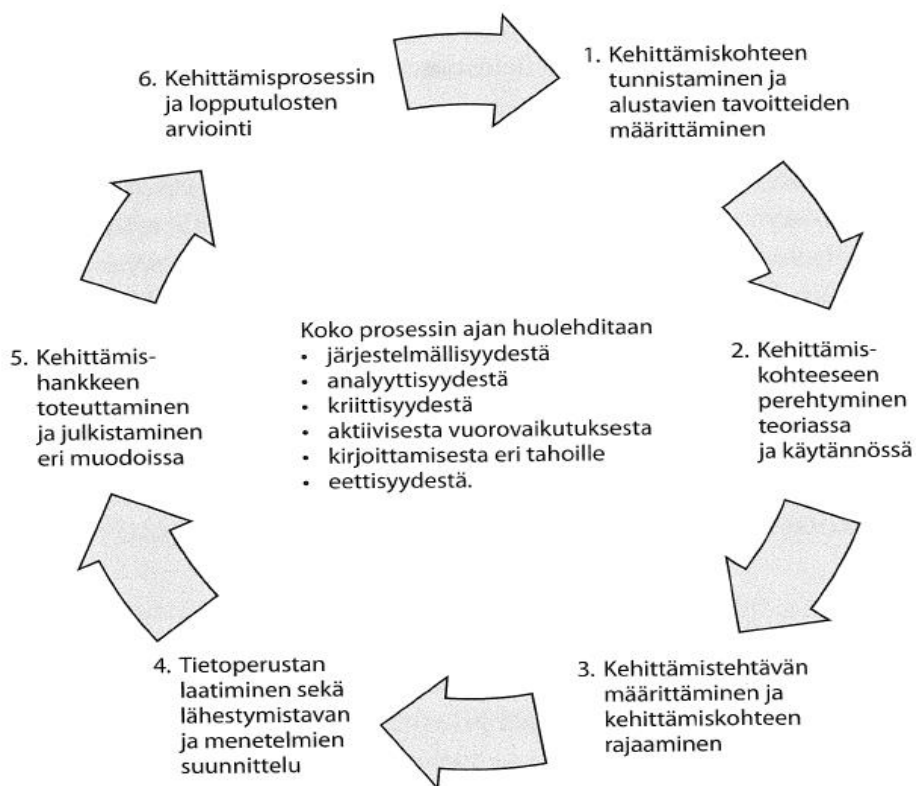 1. Kehittämiskohteen
tunnistaminen ja
alustavien tavoitteiden
määrittäminen
2. Kehittämis-
kohteeseen
perehtyminen
teoriassa
ja käytännössä
3. Kehittämistehtävän
määrittäminen ja
kehittämiskohteen
rajaaminen
4. Tietoperustan
laatiminen sekä
lähestymistavan
ja menetelmien
suunnittelu
5. Kehittämis-
hankkeen
toteuttaminen
ja julkistaminen
eri muodoissa
6. Kehittämisprosessin
ja lopputulosten
arviointi
Koko prosessin ajan huolehditaan
• järjestelmällisyydestä
• analyyttisyydestä
• kriittisyydestä
• aktiivisesta vuorovaikutuksesta
• kirjoittamisesta eri tahoille
• eettisyydestä.